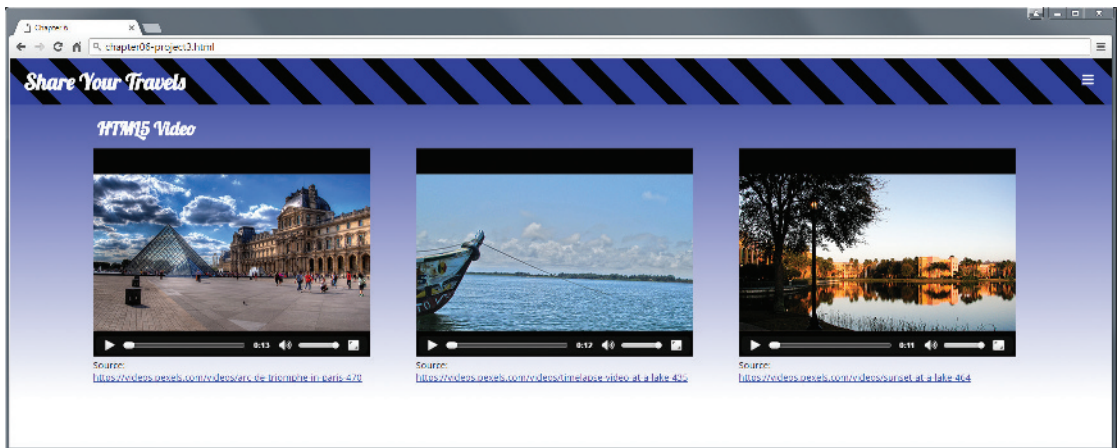 Chapter 6
chapter06-project3.html
Share Your Travels
HTML5 Video
0:13
0:17
0:11
Source:
https://videos.pexels.com/videos/arc-de-triomphe-in-paris-470
Source:
https://videos.pexels.com/videos/timelapse-video-at-a-lake-435
Source:
https://videos.pexels.com/videos/sunset-at-a-lake-464